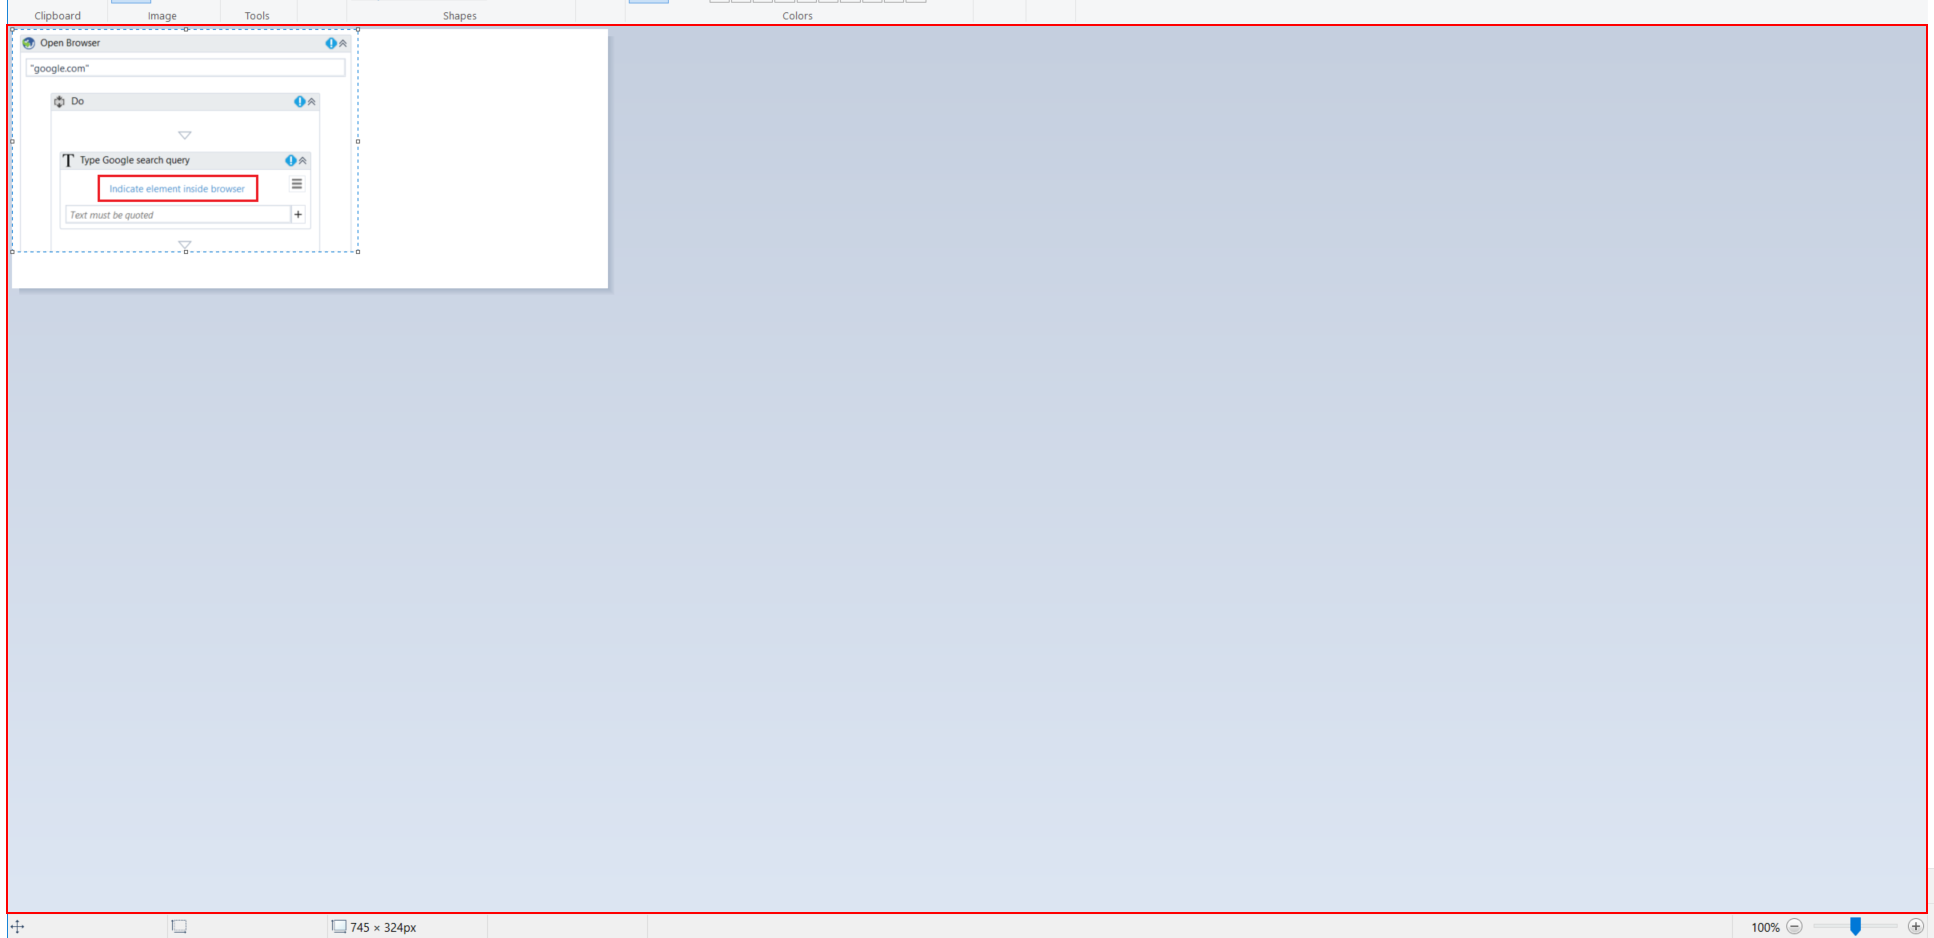 Clipboard Image Tools Shapes Colors
Open Browser
"google.com"
Do
T Type Google search query
Indicate element inside browser
Text must be quoted +
745 × 324px 100%